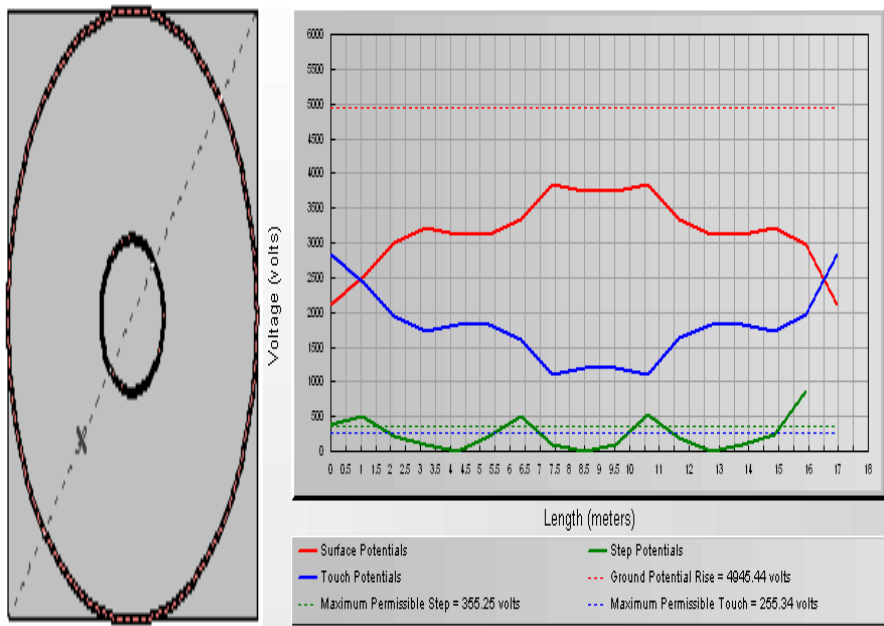 X
Voltage (volts)
6000
5500
5000
4500
4000
3500
3000
2500
2000
1500
1000
500
0
0 0.5 1 1.5 2 2.5 3 3.5 4 4.5 5 5.5 6 6.5 7 7.5 8 8.5 9 9.5 10 11 12 13 14 15 16 17 18
Length (meters)
Surface Potentials
Step Potentials
Touch Potentials
Ground Potential Rise = 4945.44 volts
Maximum Permissible Step = 355.25 volts
Maximum Permissible Touch = 255.34 volts